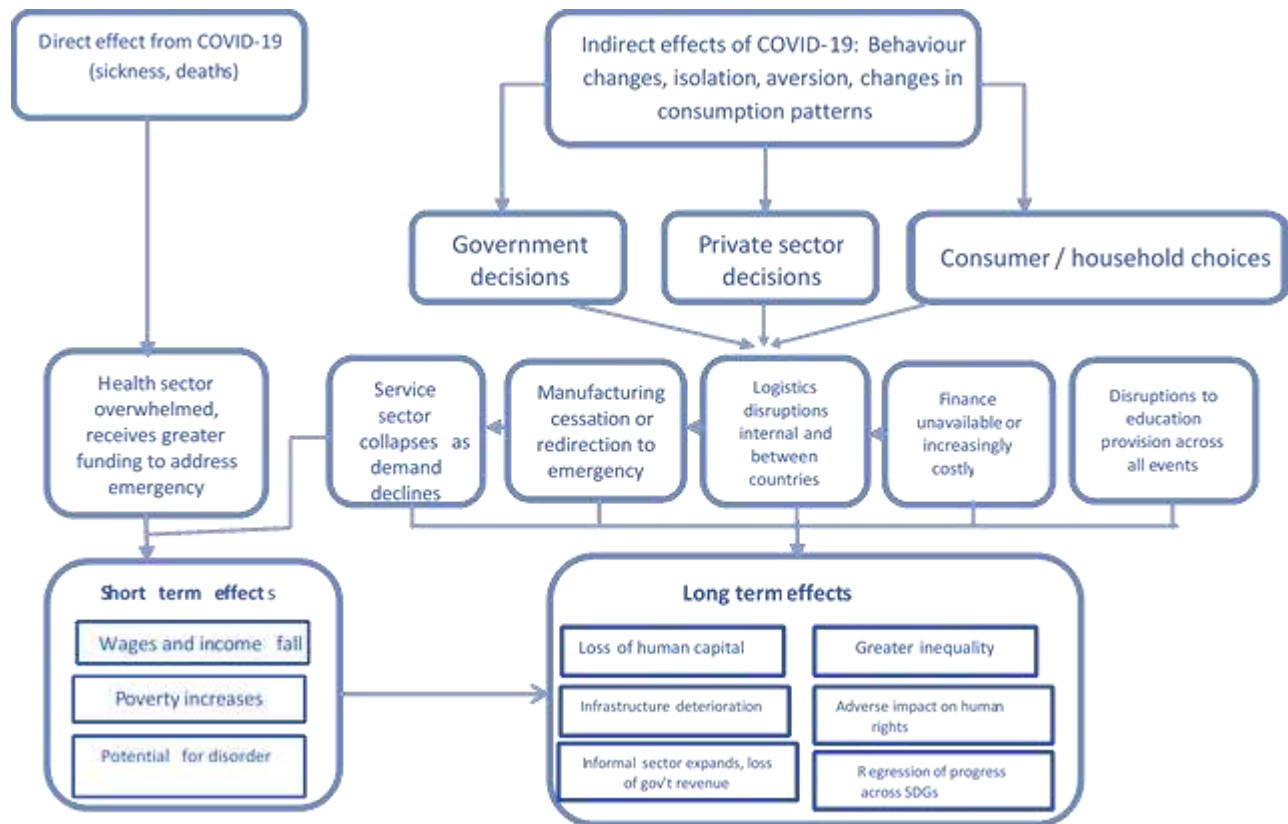 Direct effect from COVID-19
(sickness, deaths)
Indirect effects of COVID-19: Behaviour
changes, isolation, aversion, changes in
consumption patterns
Government
decisions
Private sector
decisions
Consumer / household choices
Health sector
overwhelmed,
receives greater
funding to address
emergency
Service
sector
collapses as
demand
declines
Manufacturing
cessation or
redirection to
emergency
Logistics
disruptions
internal and
between
countries
Finance
unavailable or
increasingly
costly
Disruptions to
education
provision across
all events
Short term effects
Wages and income fall
Poverty increases
Potential for disorder
Long term effects
Loss of human capital
Greater inequality
Infrastructure deterioration
Adverse impact on human
rights
Informal sector expands, loss
of gov't revenue
Regression of progress
across SDGs